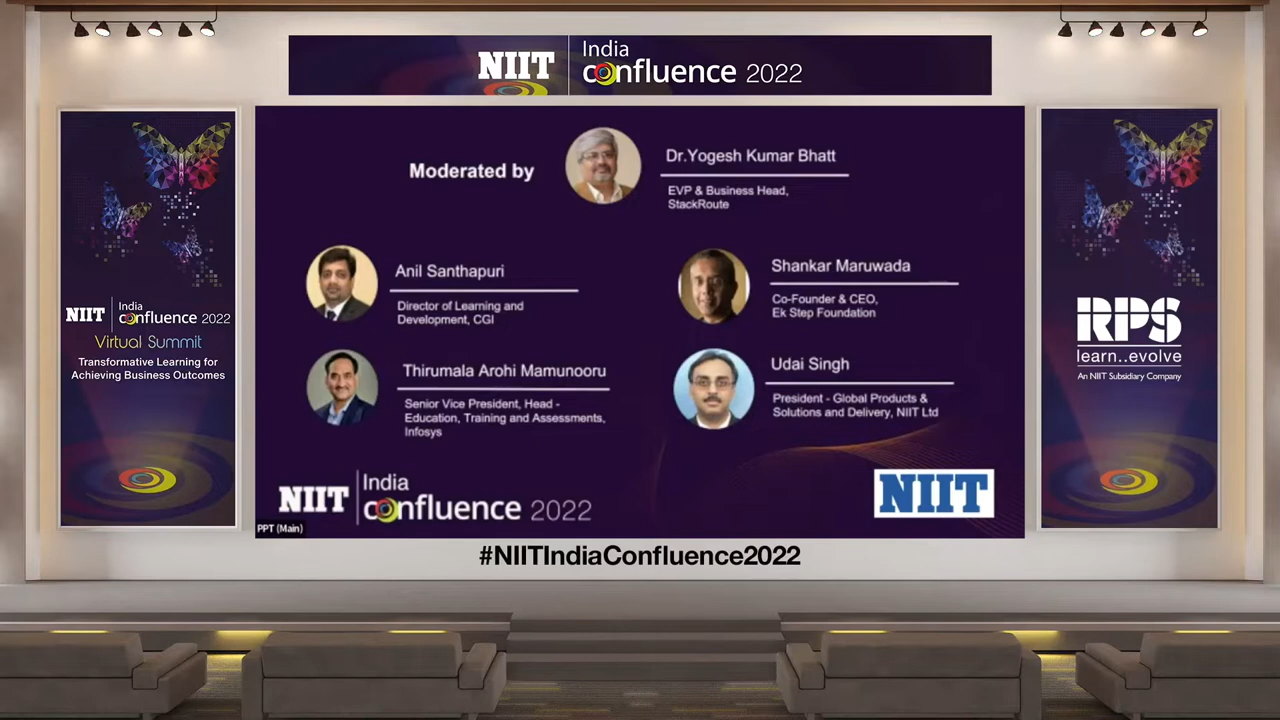 NIIT
India
confluence 2022
NIIT
India
confluence 2022
Virtual Summit
Transformative Learning for
Achieving Business Outcomes
Moderated by
Dr.Yogesh Kumar Bhatt
EVP & Business Head,
StackRoute
Anil Santhapuri
Director of Learning and
Development, CGI
Shankar Maruwada
Co-Founder & CEO,
Ek Step Foundation
Thirumala Arohi Mamunooru
Senior Vice President, Head -
Education, Training and Assessments,
Infosys
Udai Singh
President - Global Products &
Solutions and Delivery, NIIT Ltd
NIIT
India
confluence 2022
NIIT
PPT (Main)
RPS
learn..evolve
An NIIT Subsidiary Company
#NIITIndiaConfluence2022